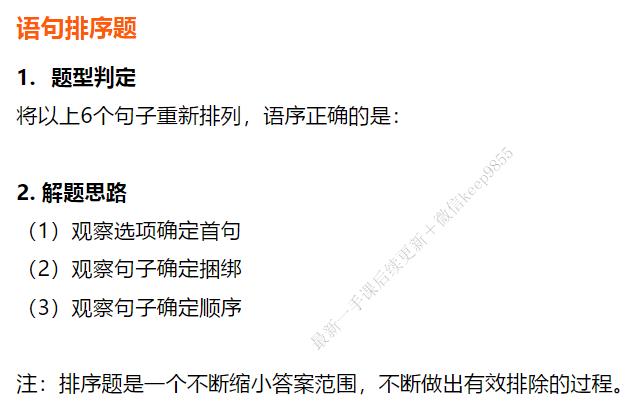 语句排序题
1. 题型判定
将以上6个句子重新排列，语序正确的是：
2. 解题思路
（1）观察选项确定首句
（2）观察句子确定捆绑
（3）观察句子确定顺序
注：排序题是一个不断缩小答案范围，不断做出有效排除的过程。
最新一手课后续更新＋微信keep9855